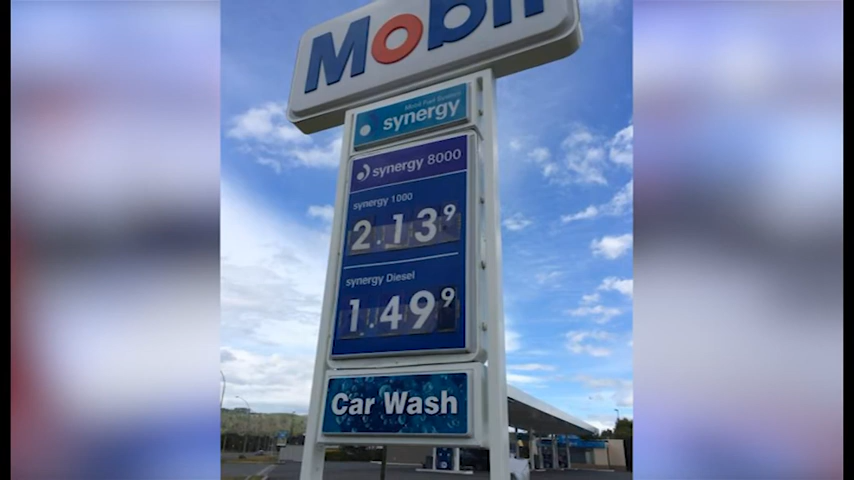 Mobil
Mobil Fuel System
synergy
synergy 8000
synergy 1000
2.13⁹
synergy Diesel
1.49⁹
Car Wash